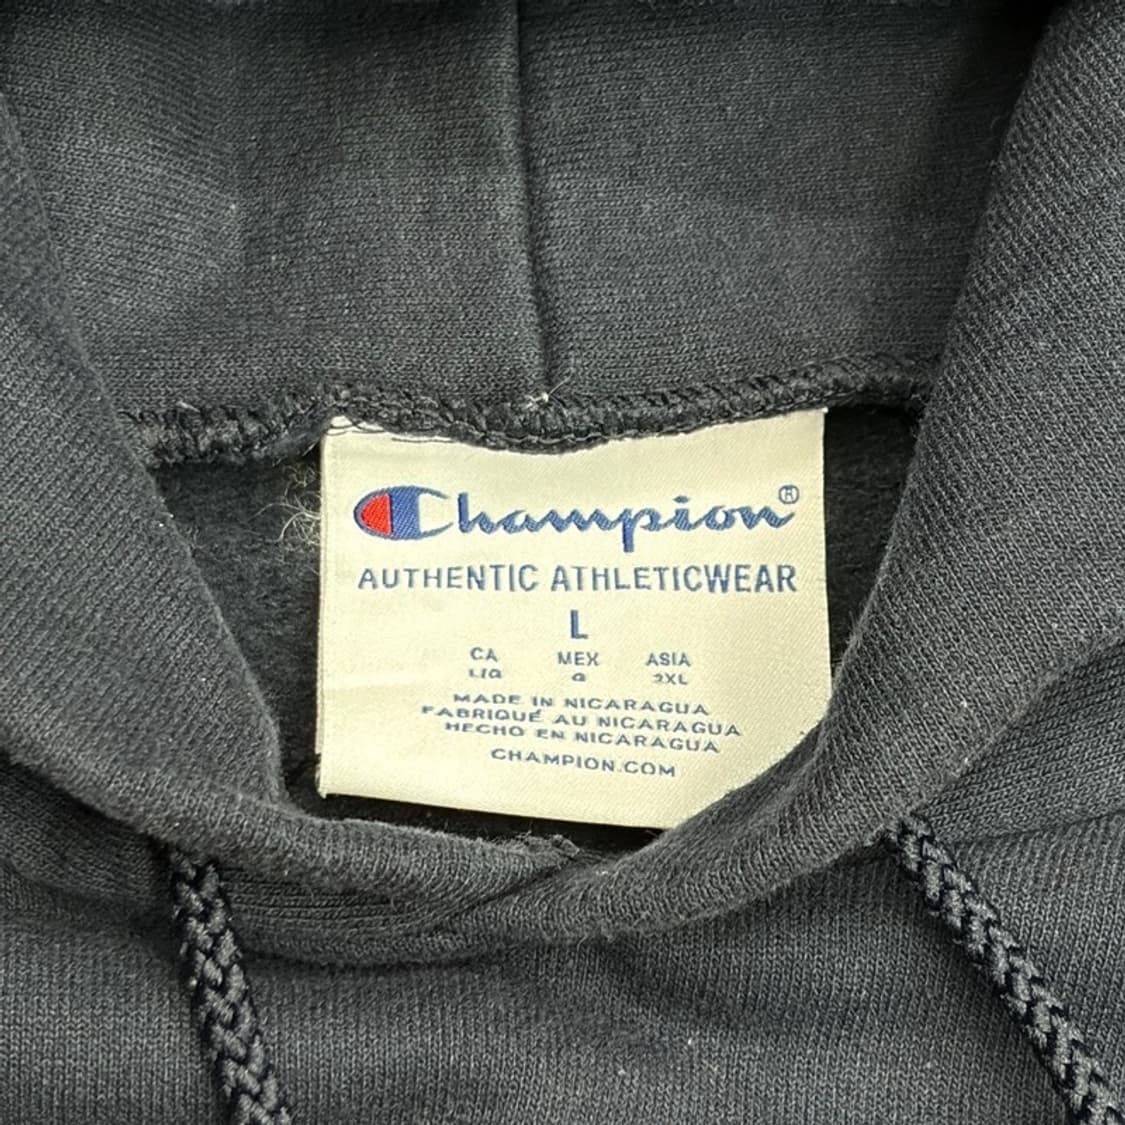 Champion®
AUTHENTIC ATHLETICWEAR
L
CA MEX ASIA
L/G G 2XL
MADE IN NICARAGUA
FABRIQUÉ AU NICARAGUA
HECHO EN NICARAGUA
CHAMPION.COM